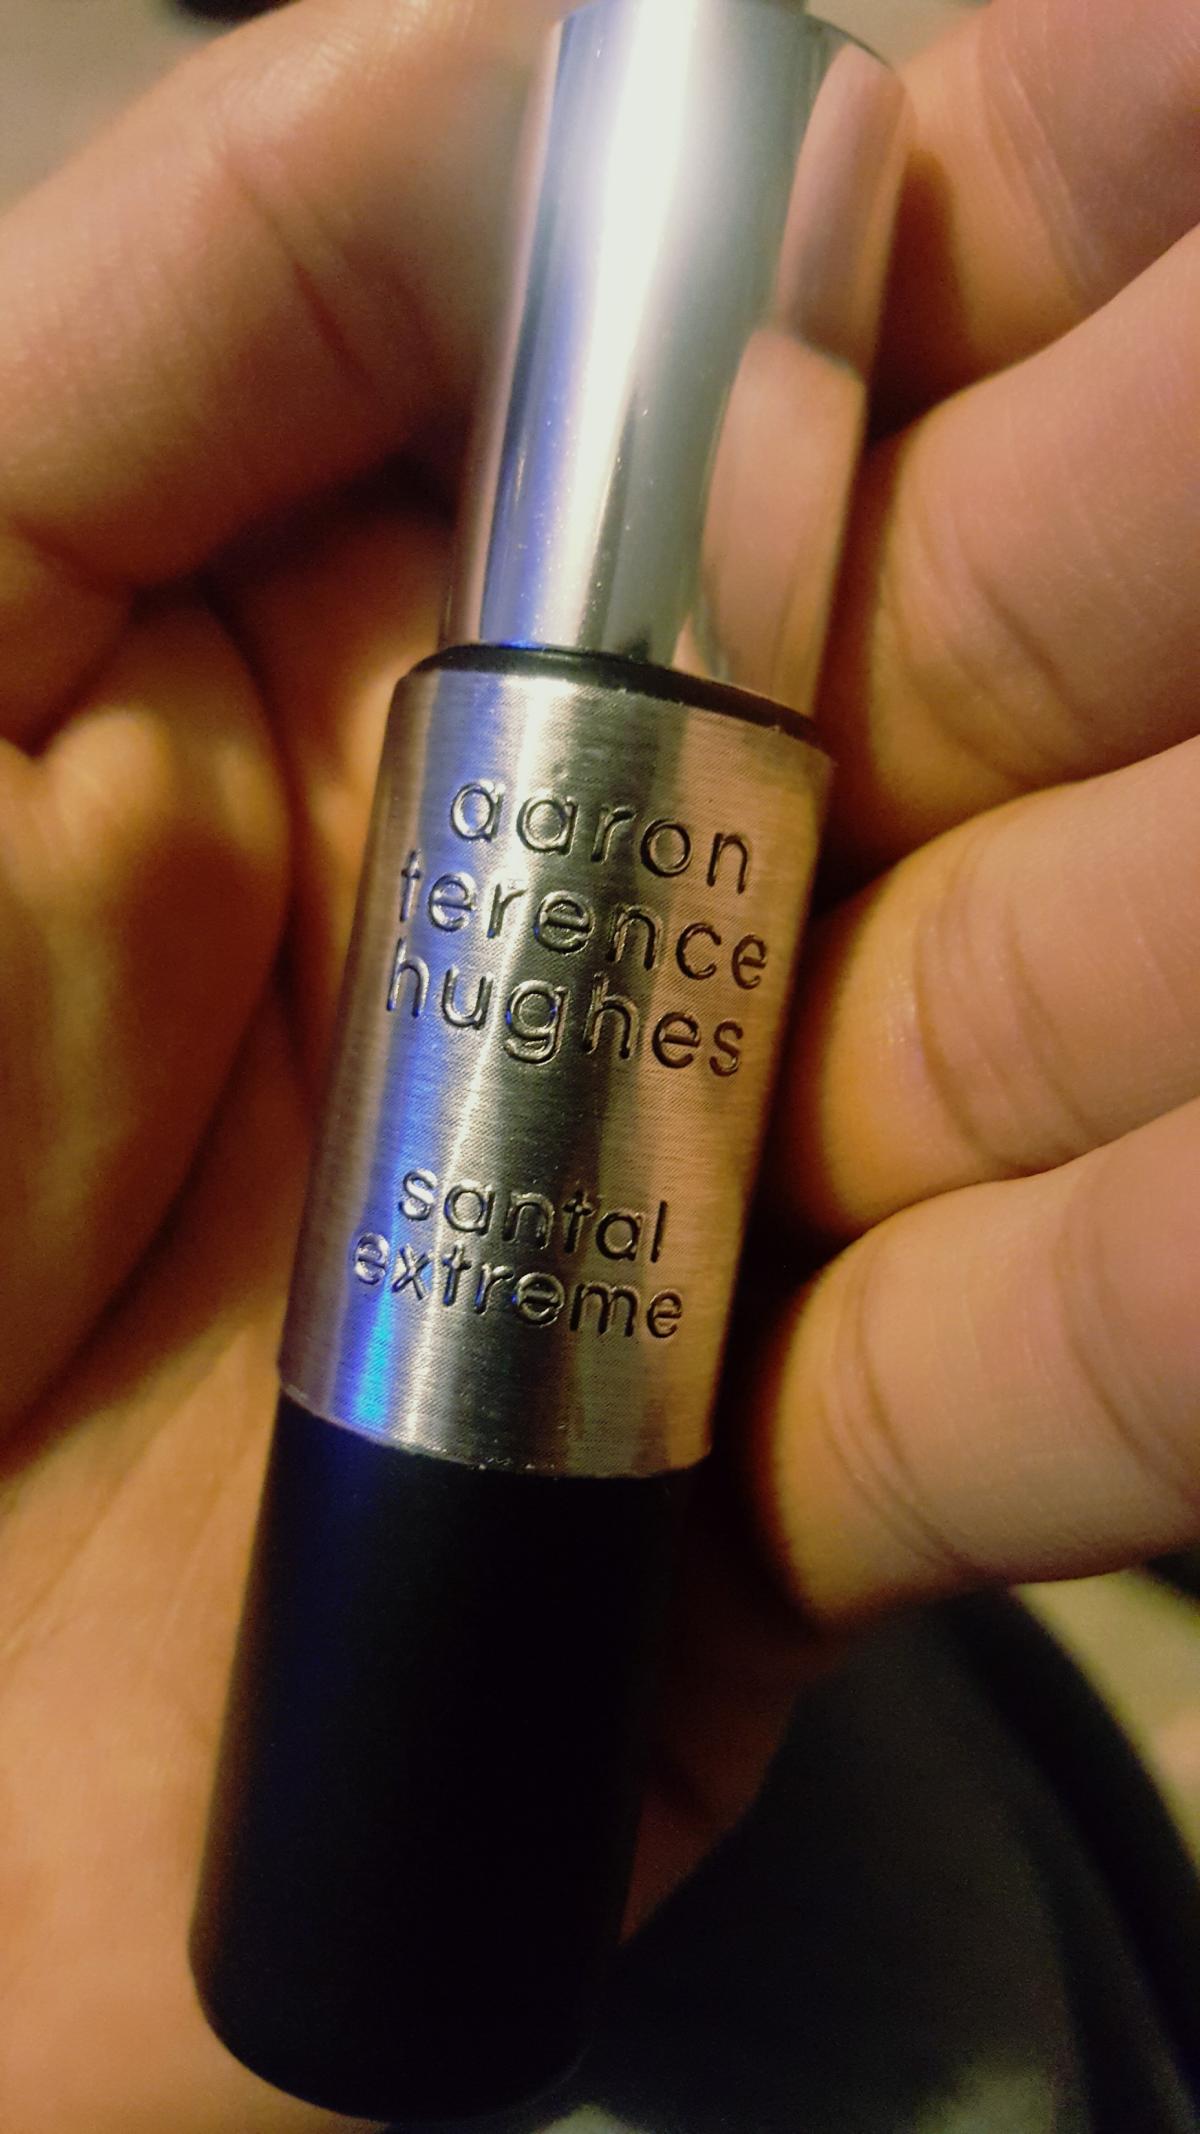 aaron
terence
hughes
santal
extreme